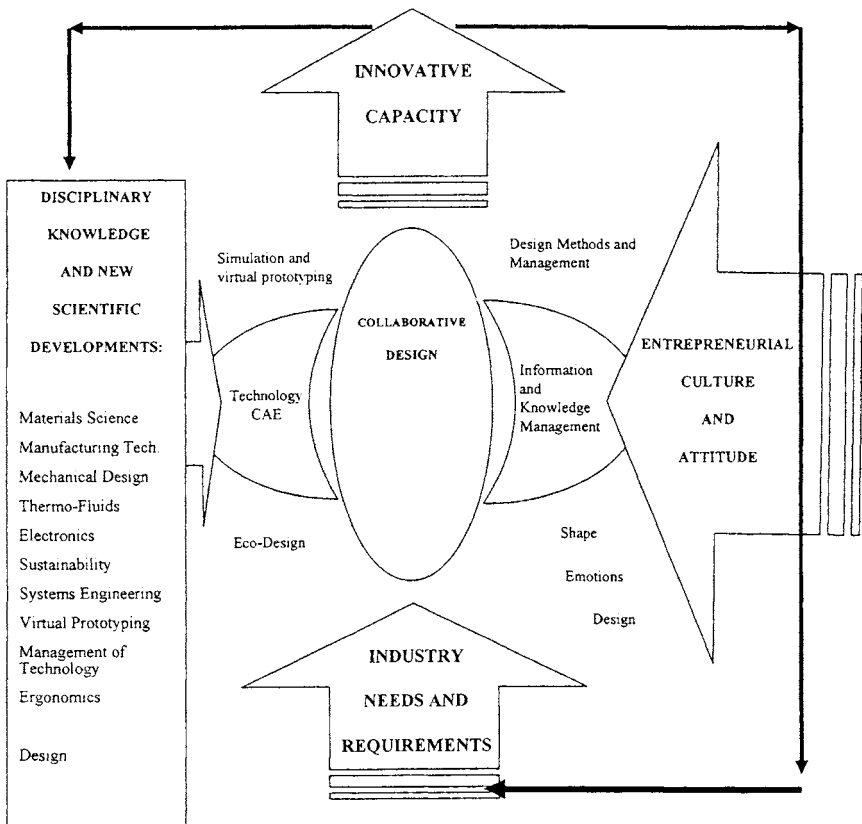 INNOVATIVE
CAPACITY
DISCIPLINARY
KNOWLEDGE
AND NEW
SCIENTIFIC
DEVELOPMENTS:
Materials Science
Manufacturing Tech.
Mechanical Design
Thermo-Fluids
Electronics
Sustainability
Systems Engineering
Virtual Prototyping
Management of
Technology
Ergonomics
Design
Simulation and
virtual prototyping
Technology
CAE
Eco-Design
COLLABORATIVE
DESIGN
Design Methods and
Management
Information
and
Knowledge
Management
Shape
Emotions
Design
ENTREPRENEURIAL
CULTURE
AND
ATTITUDE
INDUSTRY
NEEDS AND
REQUIREMENTS